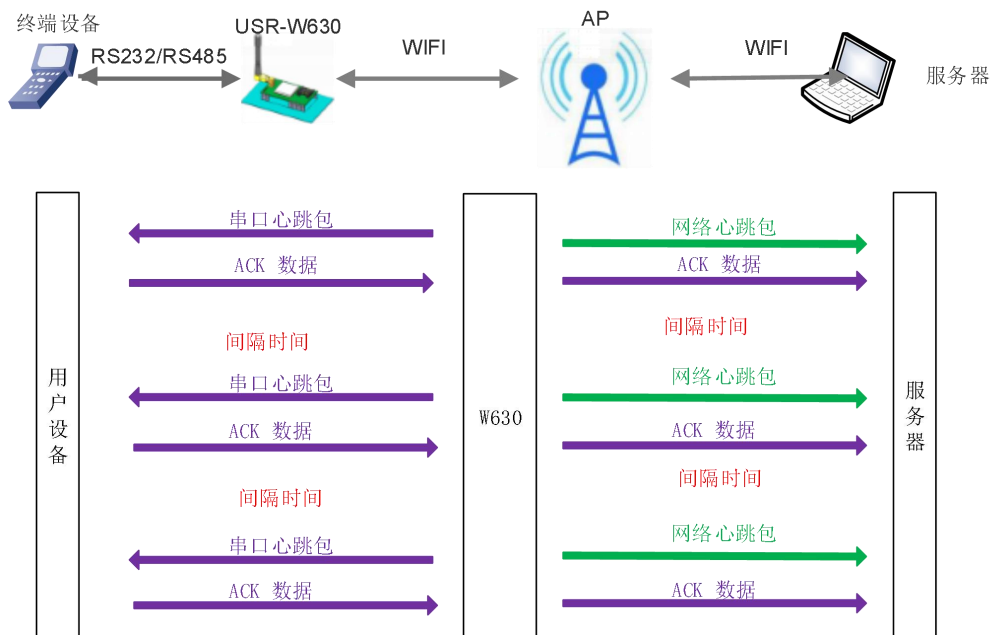 终端设备
USR-W630
AP
RS232/RS485
WIFI
WIFI
服务器
串口心跳包
网络心跳包
ACK 数据
ACK 数据
间隔时间
间隔时间
串口心跳包
网络心跳包
用户设备
W630
服务器
ACK 数据
ACK 数据
间隔时间
间隔时间
串口心跳包
网络心跳包
ACK 数据
ACK 数据